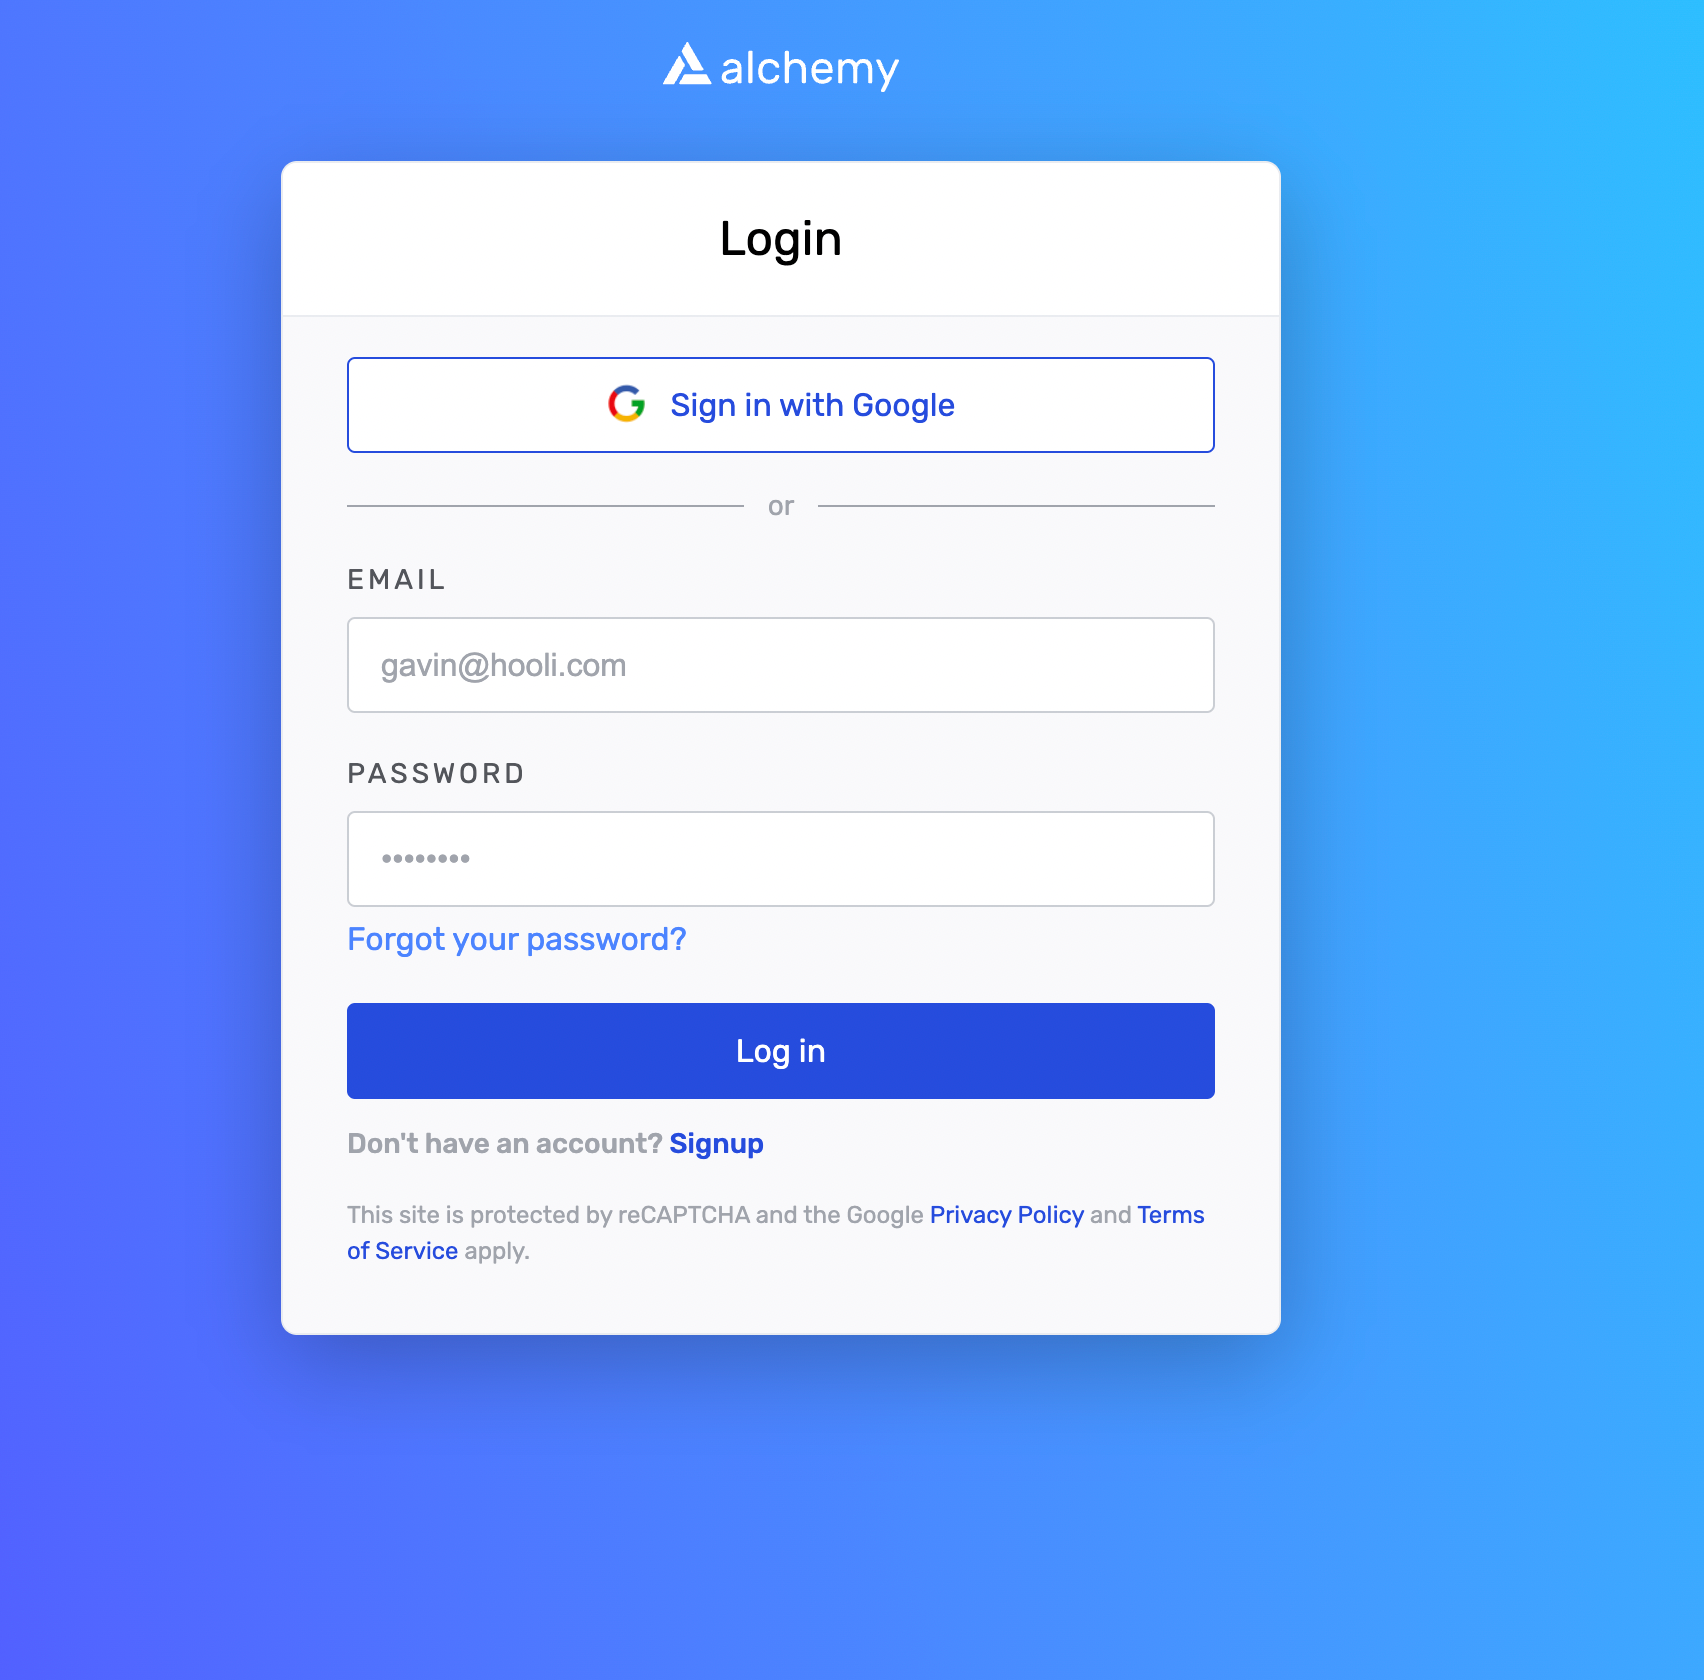 alchemy
Login
Sign in with Google
or
EMAIL
gavin@hooli.com
PASSWORD
••••••••
Forgot your password?
Log in
Don't have an account? Signup
This site is protected by reCAPTCHA and the Google Privacy Policy and Terms
of Service apply.